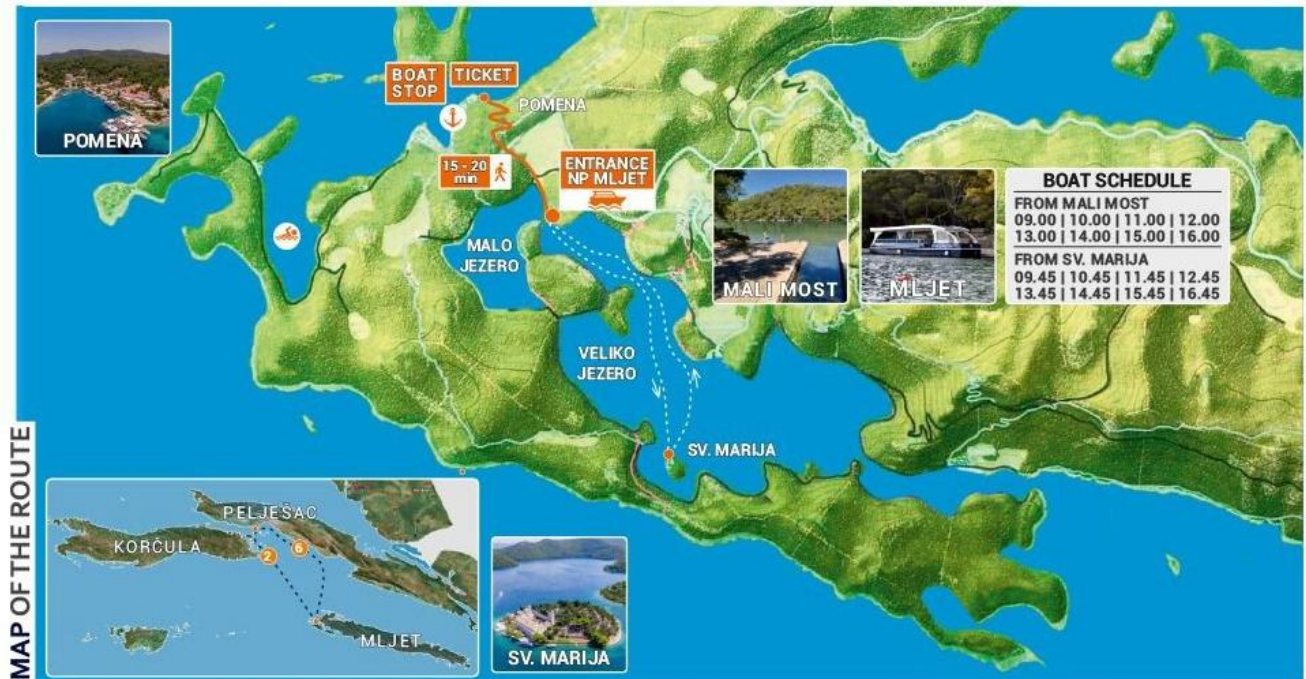 POMENA
BOAT STOP
TICKET
POMENA
15 - 20 min
ENTRANCE
NP MLJET
MALO
JEZERO
MALI MOST
MLJET
BOAT SCHEDULE
FROM MALI MOST
09.00 | 10.00 | 11.00 | 12.00
13.00 | 14.00 | 15.00 | 16.00
FROM SV. MARIJA
09.45 | 10.45 | 11.45 | 12.45
13.45 | 14.45 | 15.45 | 16.45
VELIKO
JEZERO
SV. MARIJA
MAP OF THE ROUTE
PELJEŠAC
KORČULA
2
6
MLJET
SV. MARIJA